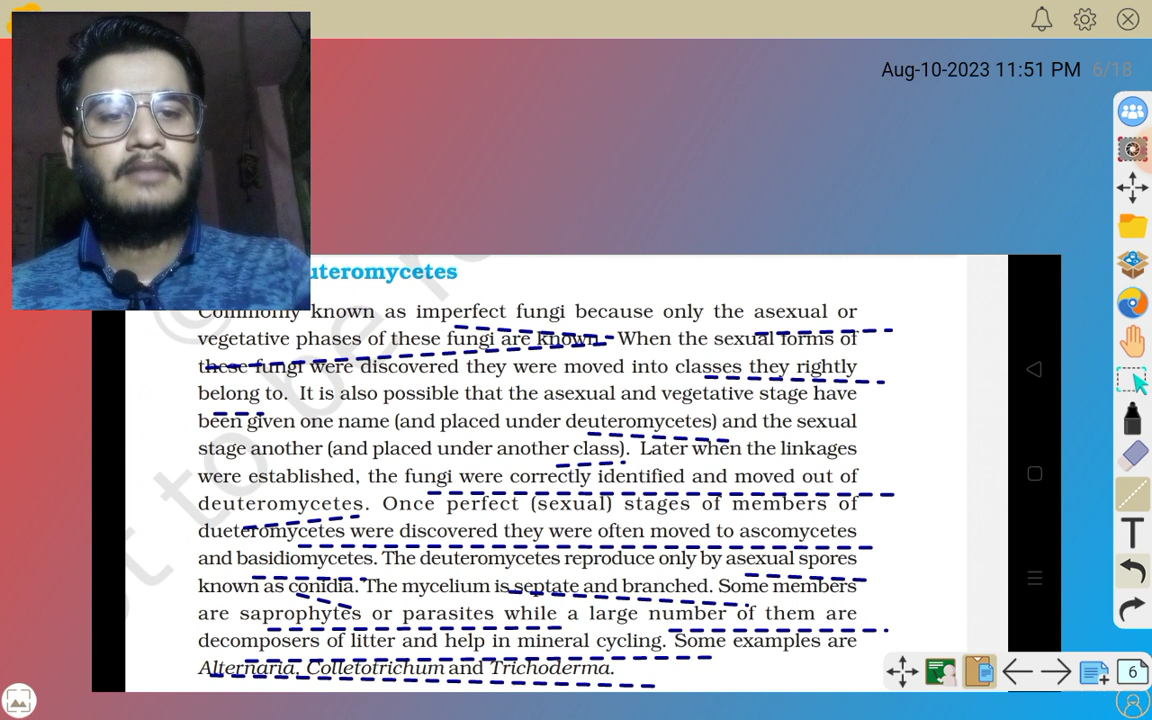 Aug-10-2023 11:51 PM 6/18
uteromycetes
Commonly known as imperfect fungi because only the asexual or
vegetative phases of these fungi are known. When the sexual forms of
these fungi were discovered they were moved into classes they rightly
belong to. It is also possible that the asexual and vegetative stage have
been given one name (and placed under deuteromycetes) and the sexual
stage another (and placed under another class). Later when the linkages
were established, the fungi were correctly identified and moved out of
deuteromycetes. Once perfect (sexual) stages of members of
dueteromycetes were discovered they were often moved to ascomycetes
and basidiomycetes. The deuteromycetes reproduce only by asexual spores
known as conidia. The mycelium is septate and branched. Some members
are saprophytes or parasites while a large number of them are
decomposers of litter and help in mineral cycling. Some examples are
Alternaria, Colletotrichum and Trichoderma.
T
6